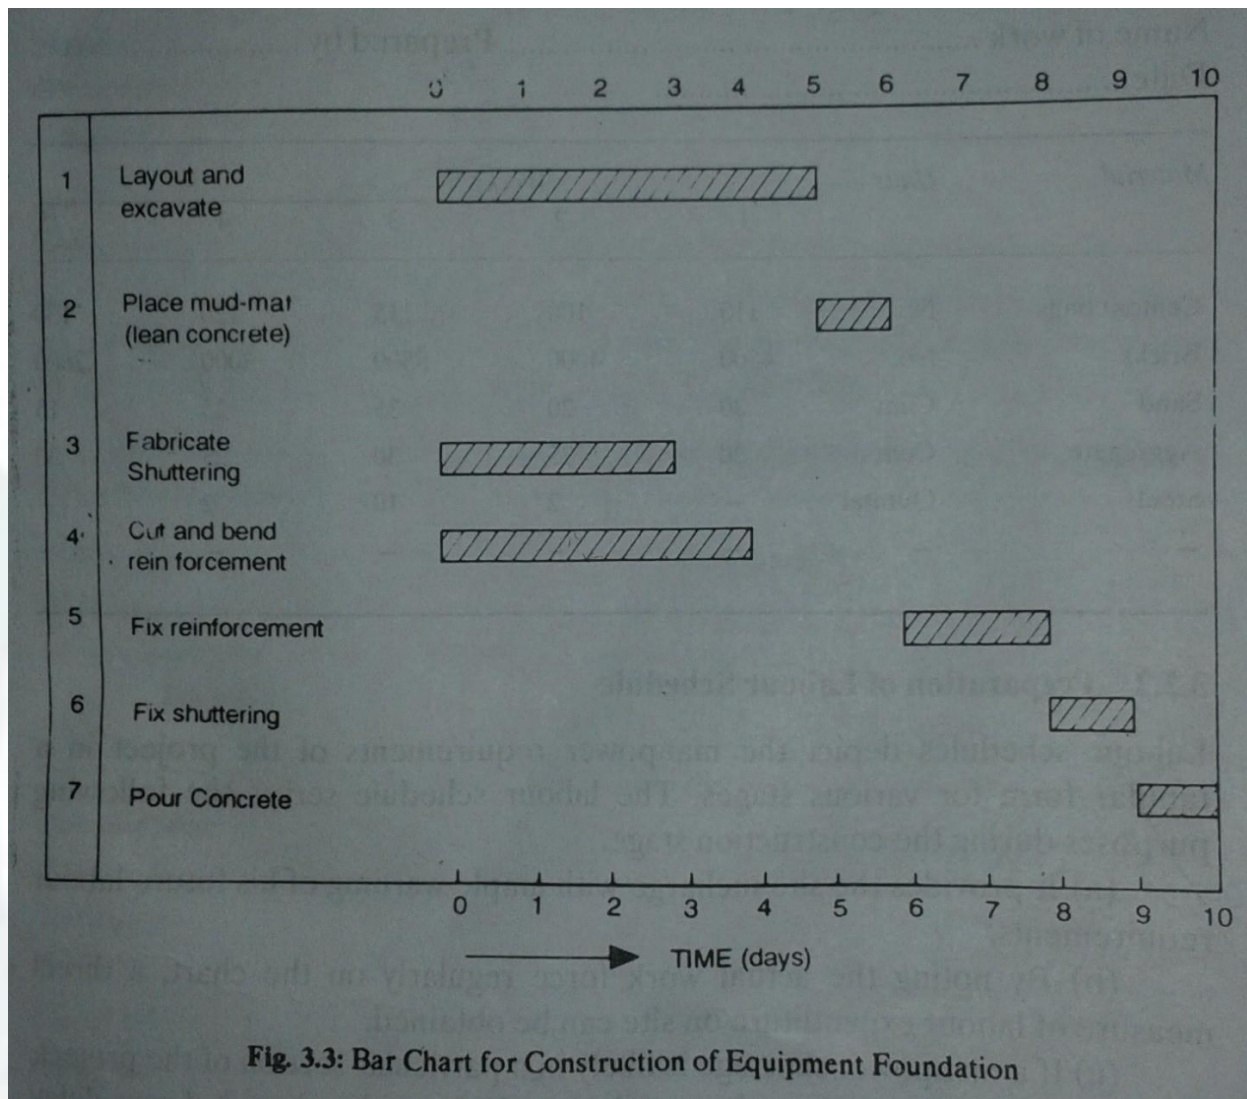 0 1 2 3 4 5 6 7 8 9 10
1 Layout and
excavate
2 Place mud-mat
(lean concrete)
3 Fabricate
Shuttering
4 Cut and bend
rein forcement
5 Fix reinforcement
6 Fix shuttering
7 Pour Concrete
0 1 2 3 4 5 6 7 8 9 10
TIME (days)
Fig. 3.3: Bar Chart for Construction of Equipment Foundation